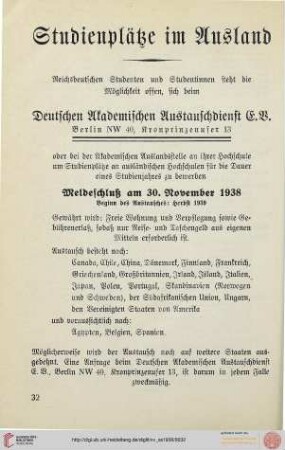 Studienplätze im Ausland
Reichsdeutschen Studenten und Studentinnen steht die
Möglichkeit offen, sich beim
Deutschen Akademischen Austauschdienst E.V.
Berlin NW 40, Kronprinzenufer 13
oder bei der Akademischen Auslandsstelle an ihrer Hochschule
um Studienplätze an ausländischen Hochschulen für die Dauer
eines Studienjahres zu bewerben
Meldeschluß am 30. November 1938
Beginn des Austausches: Herbst 1939
Gewährt wird: Freie Wohnung und Verpflegung sowie Ge-
bührenerlaß, sodaß nur Reise- und Taschengeld aus eigenen
Mitteln erforderlich ist.
Austausch besteht nach:
Canada, Chile, China, Dänemark, Finnland, Frankreich,
Griechenland, Großbritannien, Irland, Island, Italien,
Japan, Polen, Portugal, Skandinavien (Norwegen
und Schweden), der Südafrikanischen Union, Ungarn,
den Vereinigten Staaten von Amerika
und voraussichtlich nach:
Ägypten, Belgien, Spanien.
Möglicherweise wird der Austausch noch auf weitere Staaten aus-
gedehnt. Eine Anfrage beim Deutschen Akademischen Austauschdienst
E. V., Berlin NW 40, Kronprinzenufer 13, ist darum in jedem Falle
zweckmäßig.
32
UNIVERSITÄTS-
BIBLIOTHEK
HEIDELBERG